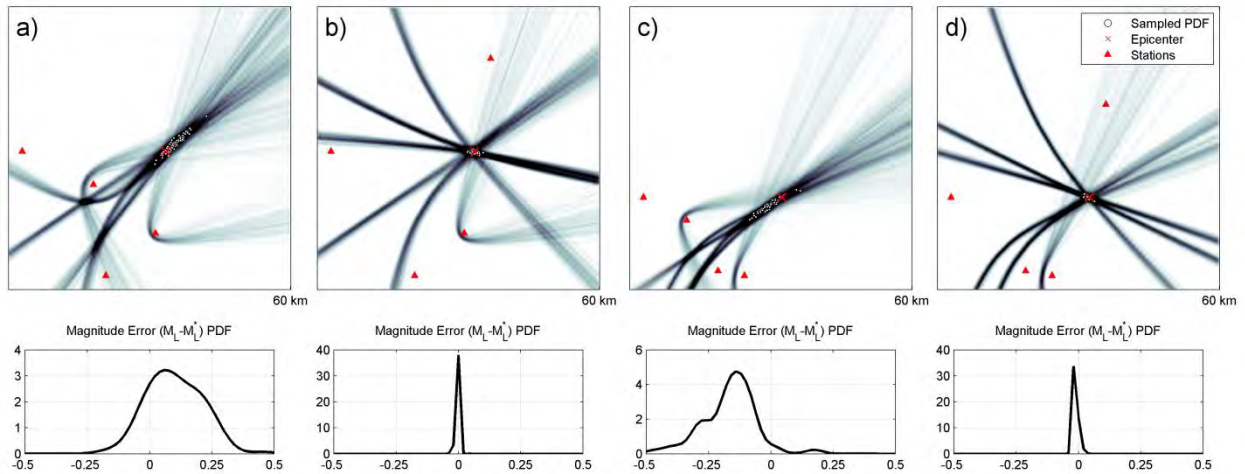 a)
b)
c)
d)
Sampled PDF
Epicenter
Stations
60 km
60 km
60 km
60 km
Magnitude Error (M_L-M_L^*) PDF
Magnitude Error (M_L-M_L^*) PDF
Magnitude Error (M_L-M_L^*) PDF
Magnitude Error (M_L-M_L^*) PDF
4
3
2
1
0
-0.5 -0.25 0 0.25 0.5
40
30
20
10
0
-0.5 -0.25 0 0.25 0.5
6
4
2
0
-0.5 -0.25 0 0.25 0.5
40
30
20
10
0
-0.5 -0.25 0 0.25 0.5